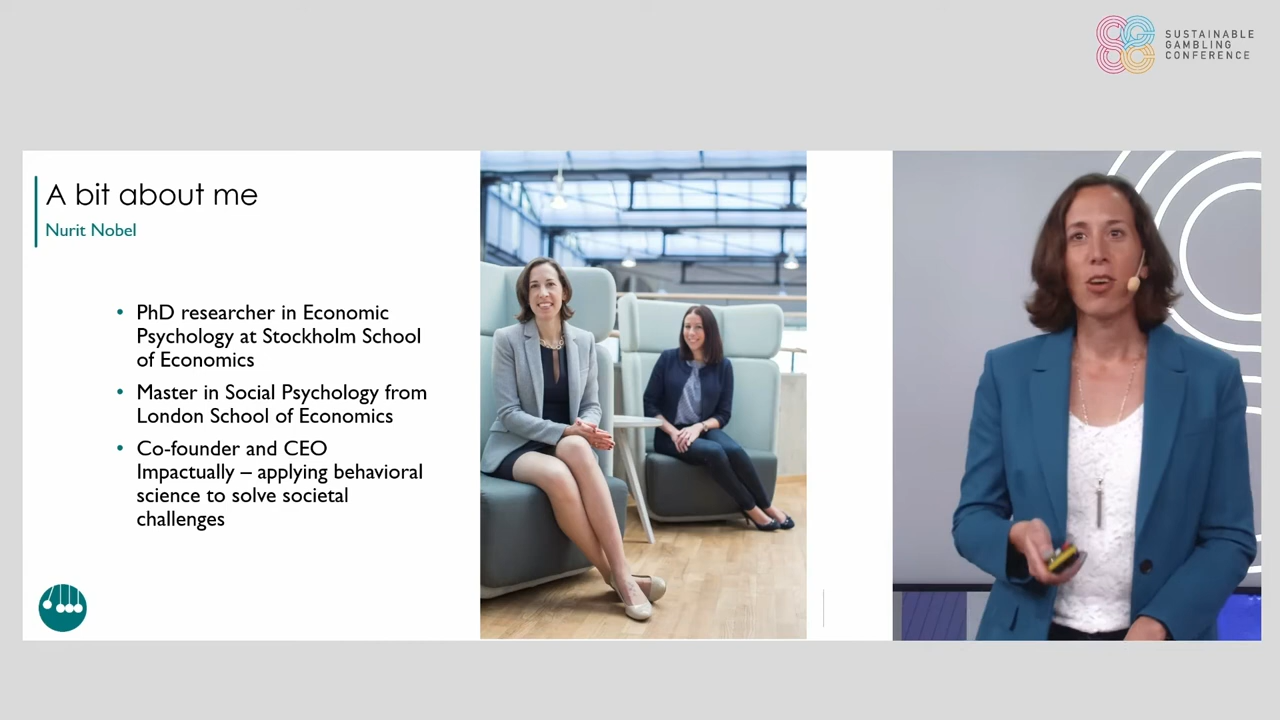 SUSTAINABLE
GAMBLING
CONFERENCE
A bit about me
Nurit Nobel
• PhD researcher in Economic
Psychology at Stockholm School
of Economics
• Master in Social Psychology from
London School of Economics
• Co-founder and CEO
Impactually – applying behavioral
science to solve societal
challenges